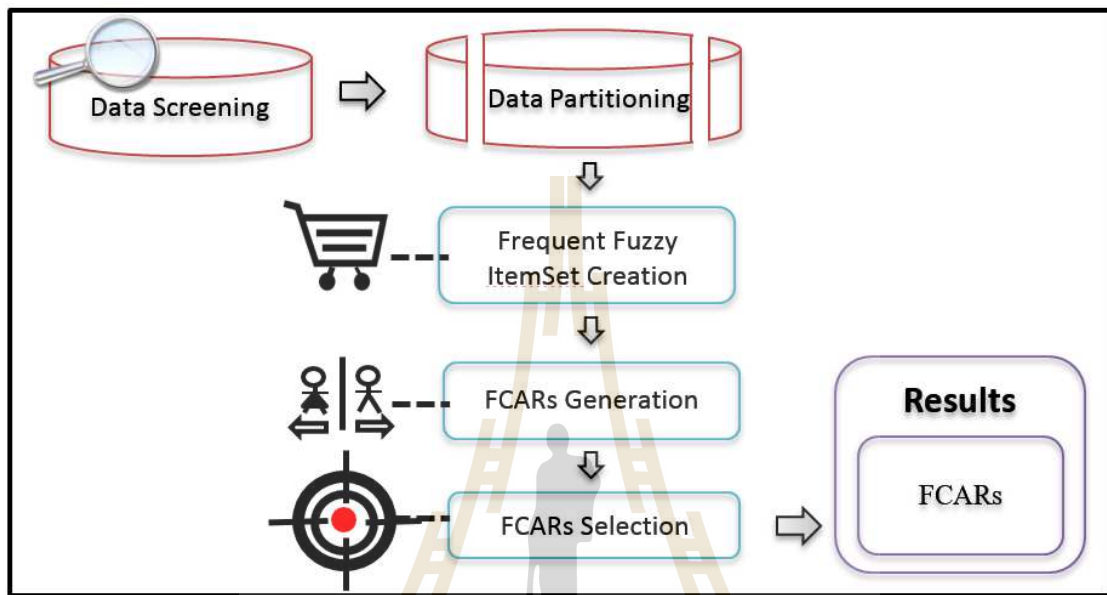 Data Screening
Data Partitioning
Frequent Fuzzy
ItemSet Creation
FCARs Generation
FCARs Selection
Results
FCARs